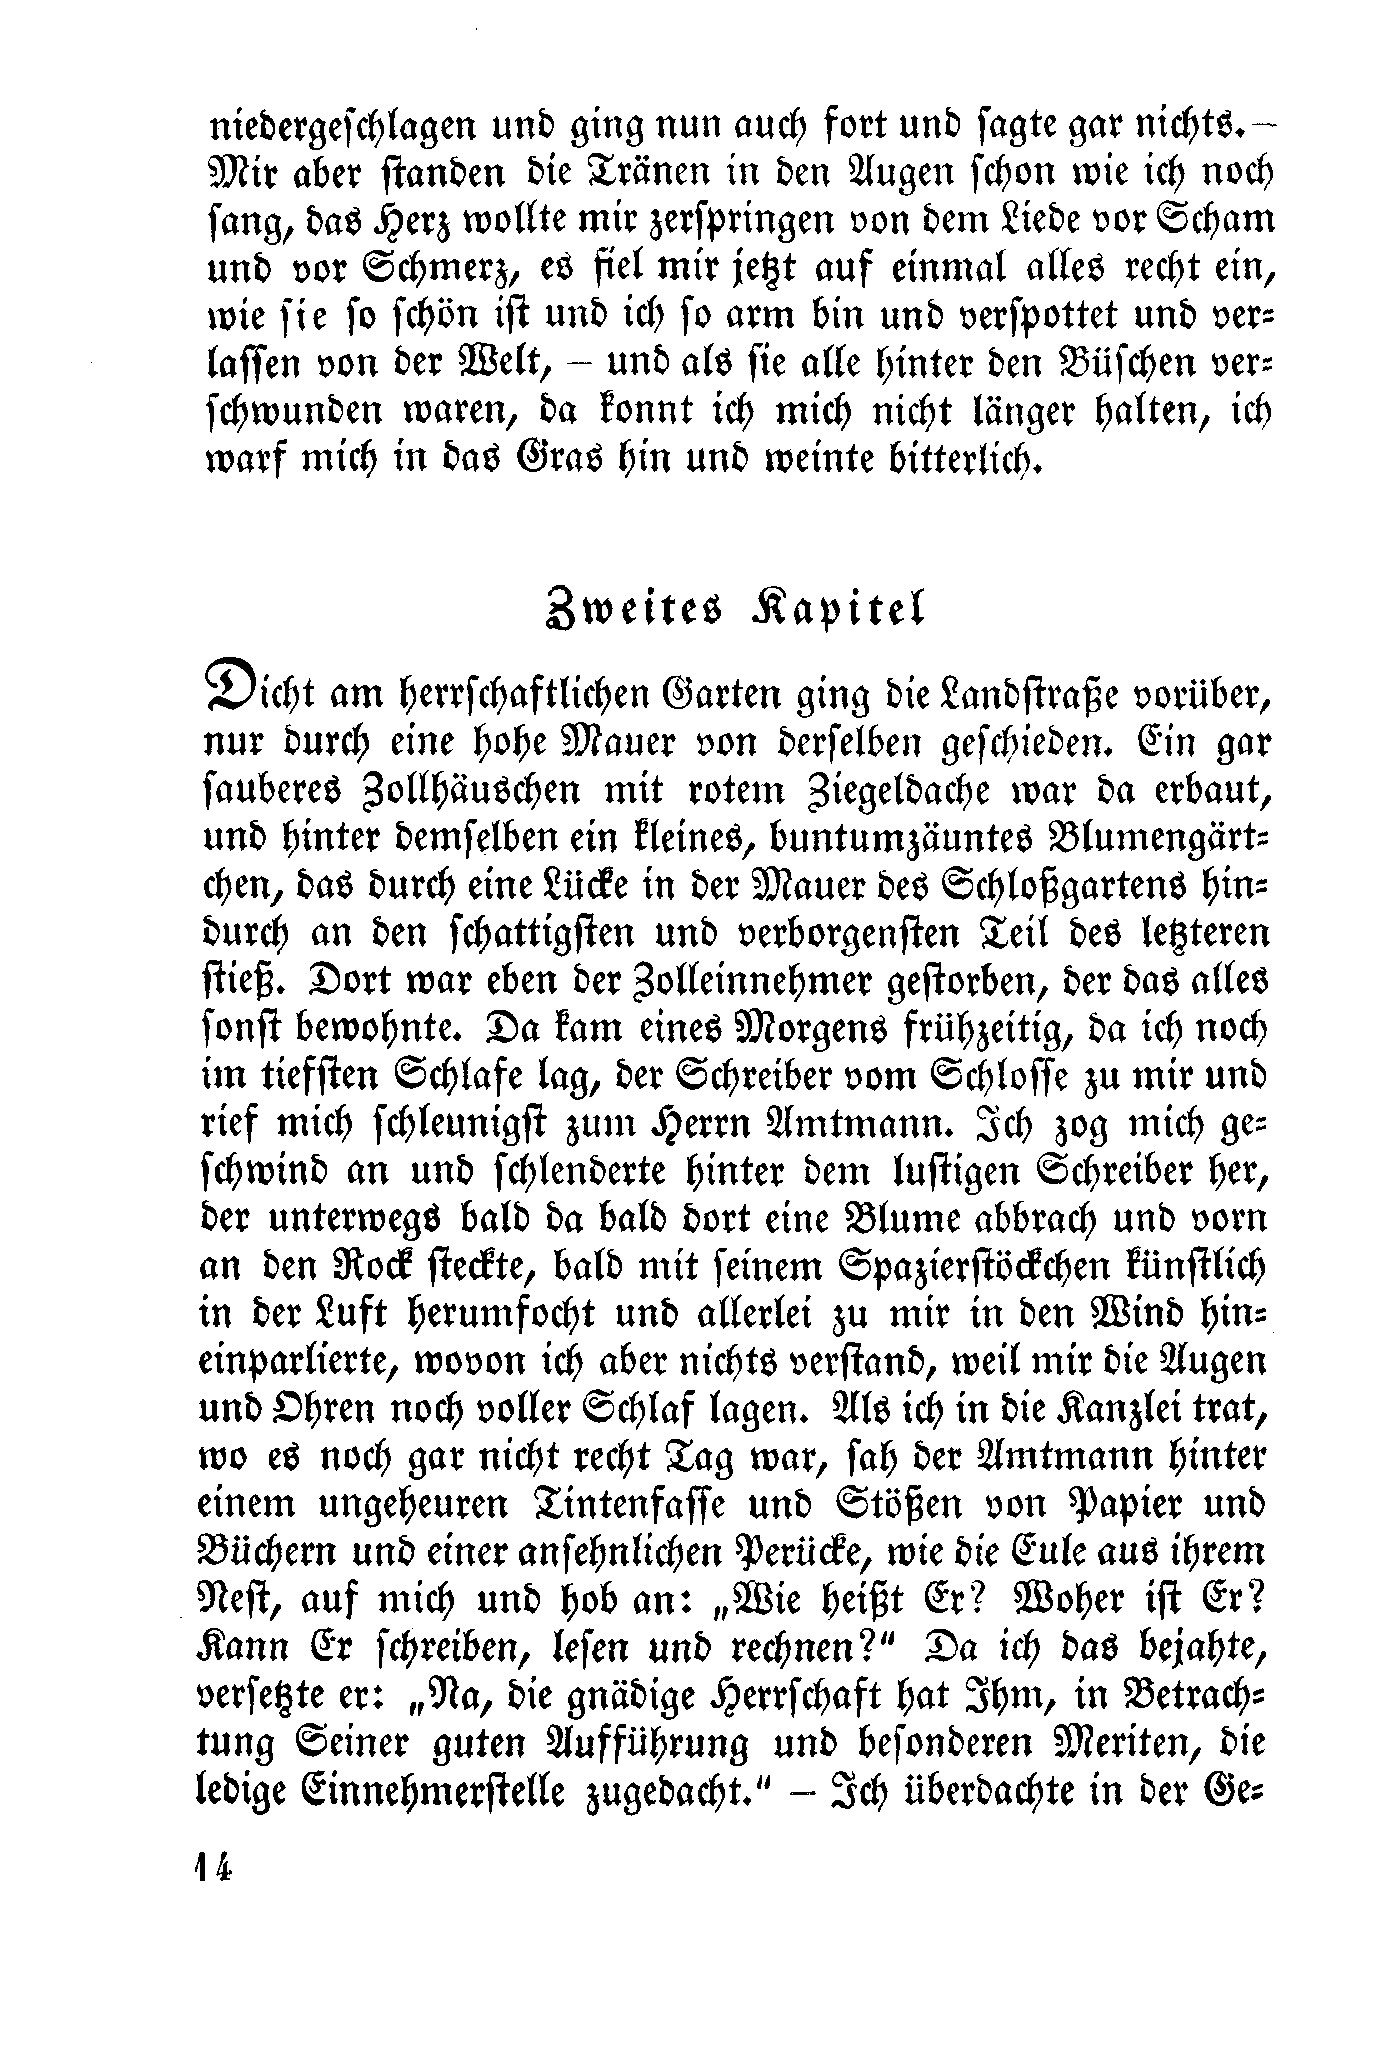 niedergeschlagen und ging nun auch fort und sagte gar nichts. –
Mir aber standen die Tränen in den Augen schon wie ich noch
sang, das Herz wollte mir zerspringen von dem Liede vor Scham
und vor Schmerz, es fiel mir jetzt auf einmal alles recht ein,
wie sie so schön ist und ich so arm bin und verspottet und ver-
lassen von der Welt, – und als sie alle hinter den Büschen ver-
schwunden waren, da konnt ich mich nicht länger halten, ich
warf mich in das Gras hin und weinte bitterlich.
Zweites Kapitel
Dicht am herrschaftlichen Garten ging die Landstraße vorüber,
nur durch eine hohe Mauer von derselben geschieden. Ein gar
sauberes Zollhäuschen mit rotem Ziegeldache war da erbaut,
und hinter demselben ein kleines, buntumzäuntes Blumengärt-
chen, das durch eine Lücke in der Mauer des Schloßgartens hin-
durch an den schattigsten und verborgensten Teil des letzteren
stieß. Dort war eben der Zolleinnehmer gestorben, der das alles
sonst bewohnte. Da kam eines Morgens frühzeitig, da ich noch
im tiefsten Schlafe lag, der Schreiber vom Schlosse zu mir und
rief mich schleunigst zum Herrn Amtmann. Ich zog mich ge-
schwind an und schlenderte hinter dem lustigen Schreiber her,
der unterwegs bald da bald dort eine Blume abbrach und vorn
an den Rock steckte, bald mit seinem Spazierstöckchen künstlich
in der Luft herumfocht und allerlei zu mir in den Wind hin-
einparlierte, wovon ich aber nichts verstand, weil mir die Augen
und Ohren noch voller Schlaf lagen. Als ich in die Kanzlei trat,
wo es noch gar nicht recht Tag war, sah der Amtmann hinter
einem ungeheuren Tintenfasse und Stößen von Papier und
Büchern und einer ansehnlichen Perücke, wie die Eule aus ihrem
Nest, auf mich und hob an: „Wie heißt Er? Woher ist Er?
Kann Er schreiben, lesen und rechnen?“ Da ich das bejahte,
versetzte er: „Na, die gnädige Herrschaft hat Ihm, in Betrach-
tung Seiner guten Aufführung und besonderen Meriten, die
ledige Einnehmerstelle zugedacht.“ – Ich überdachte in der Ge-
14